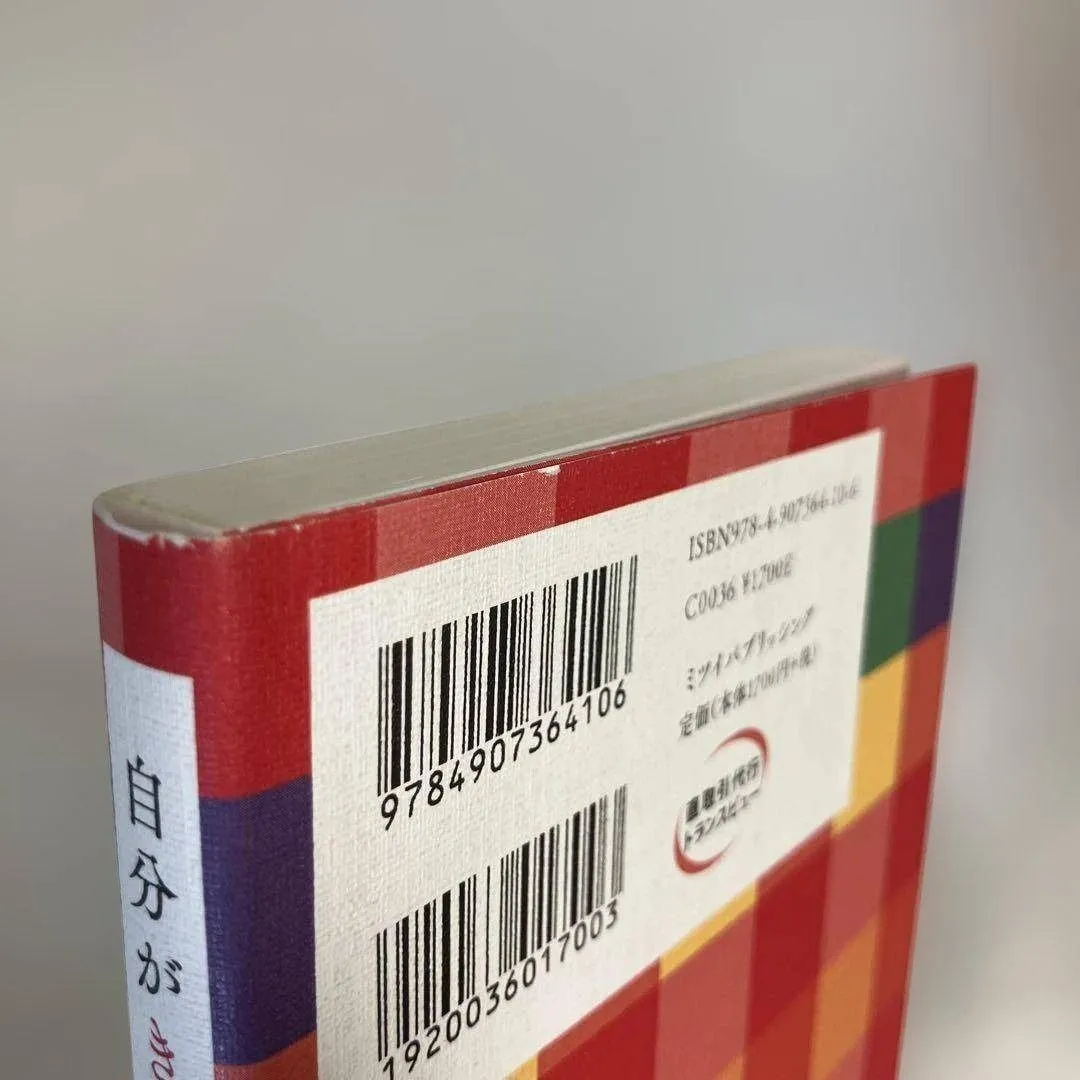 自分が
9784907364106
1920036017003
ISBN978-4-907364-10-6
C0036 ¥1700E
ミツイパブリッシング
定価（本体1700円+税）
直取引代行
トランスビュー